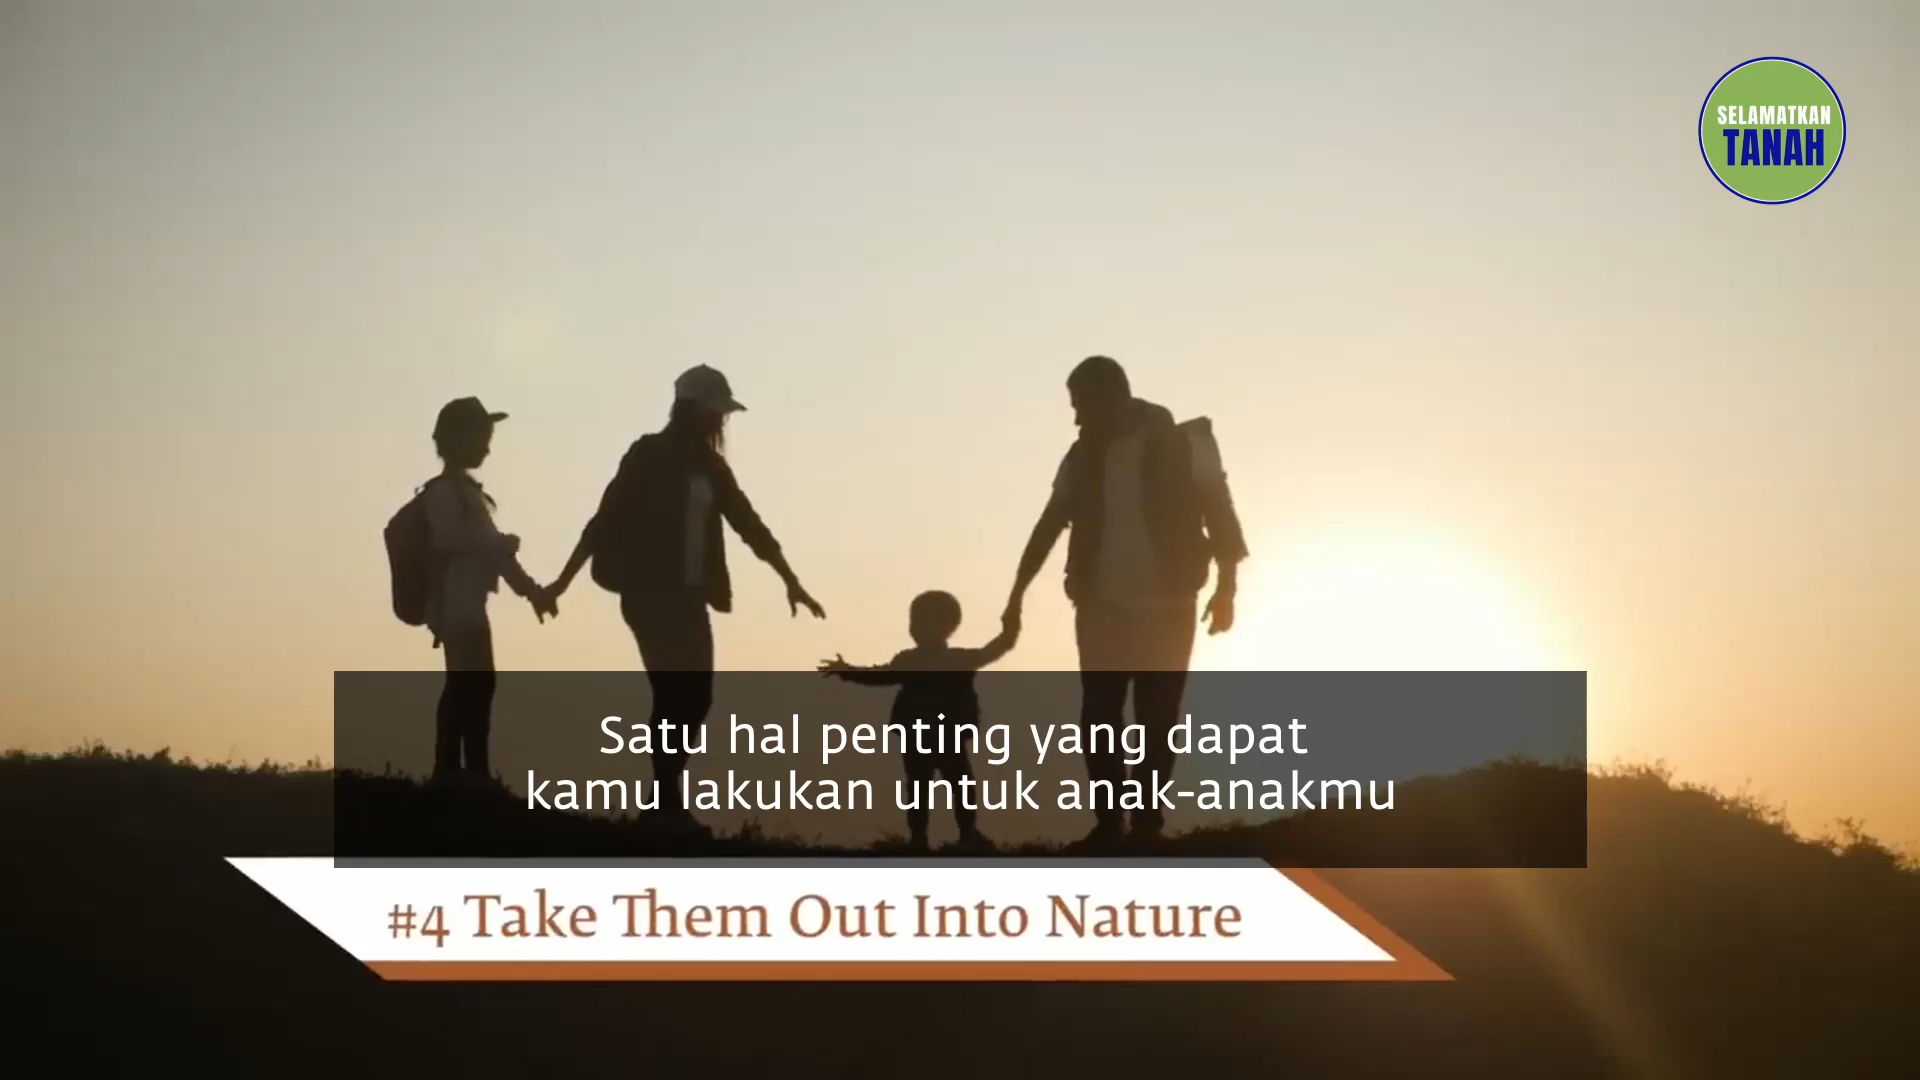 SELAMATKAN
TANAH
Satu hal penting yang dapat
kamu lakukan untuk anak-anakmu
#4 Take Them Out Into Nature